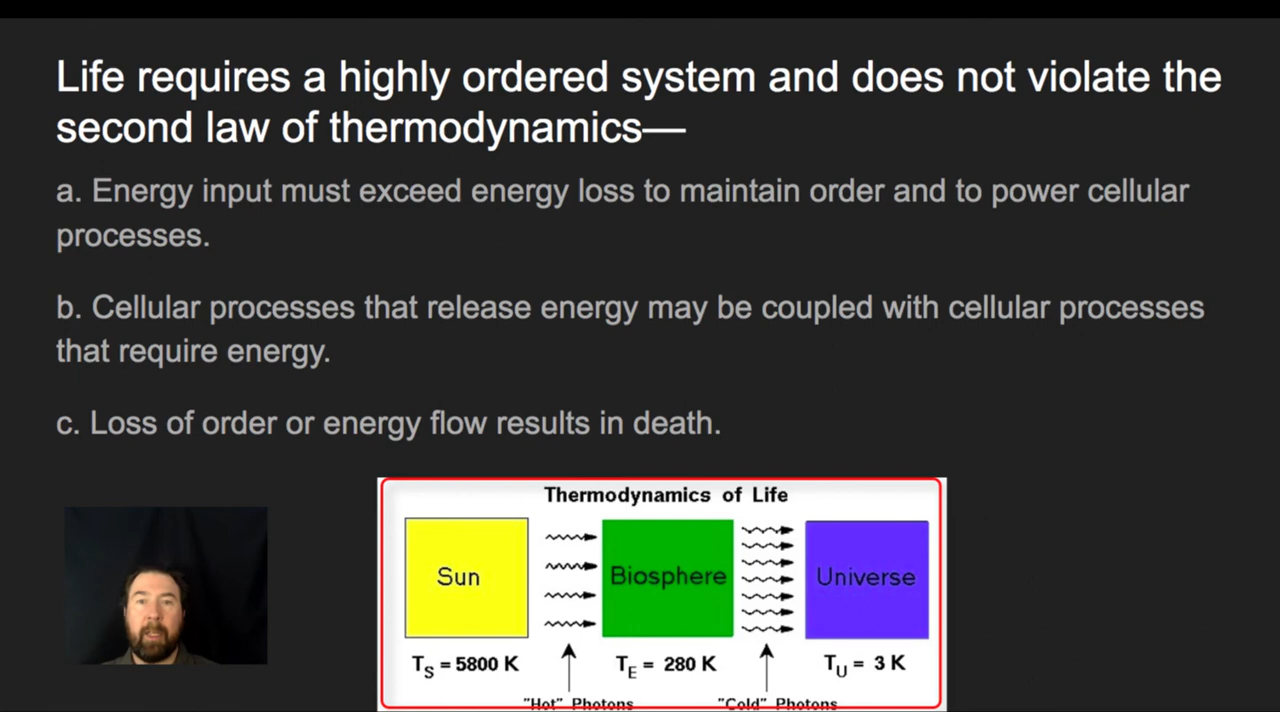 Life requires a highly ordered system and does not violate the
second law of thermodynamics—
a. Energy input must exceed energy loss to maintain order and to power cellular
processes.
b. Cellular processes that release energy may be coupled with cellular processes
that require energy.
c. Loss of order or energy flow results in death.
Thermodynamics of Life
Sun
Biosphere
Universe
TS = 5800 K
TE = 280 K
TU = 3 K
"Hot" Photons
"Cold" Photons